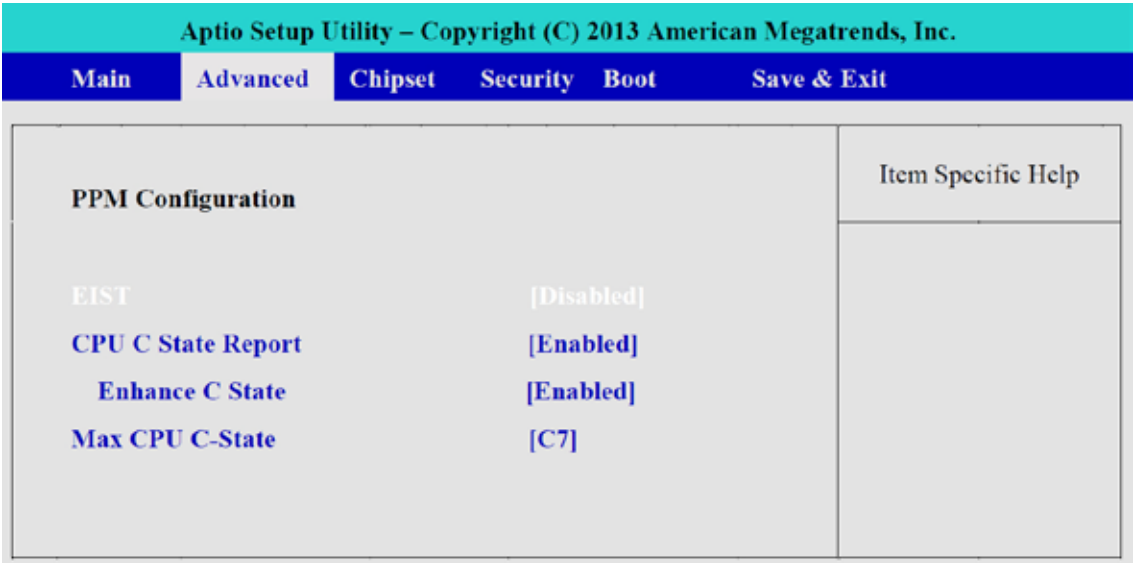 Aptio Setup Utility – Copyright (C) 2013 American Megatrends, Inc.
Main Advanced Chipset Security Boot Save & Exit
Item Specific Help
PPM Configuration
EIST [Disabled]
CPU C State Report [Enabled]
Enhance C State [Enabled]
Max CPU C-State [C7]